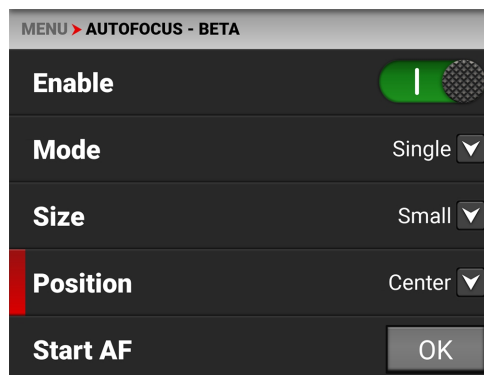 MENU > AUTOFOCUS - BETA
Enable
Mode Single
Size Small
Position Center
Start AF OK